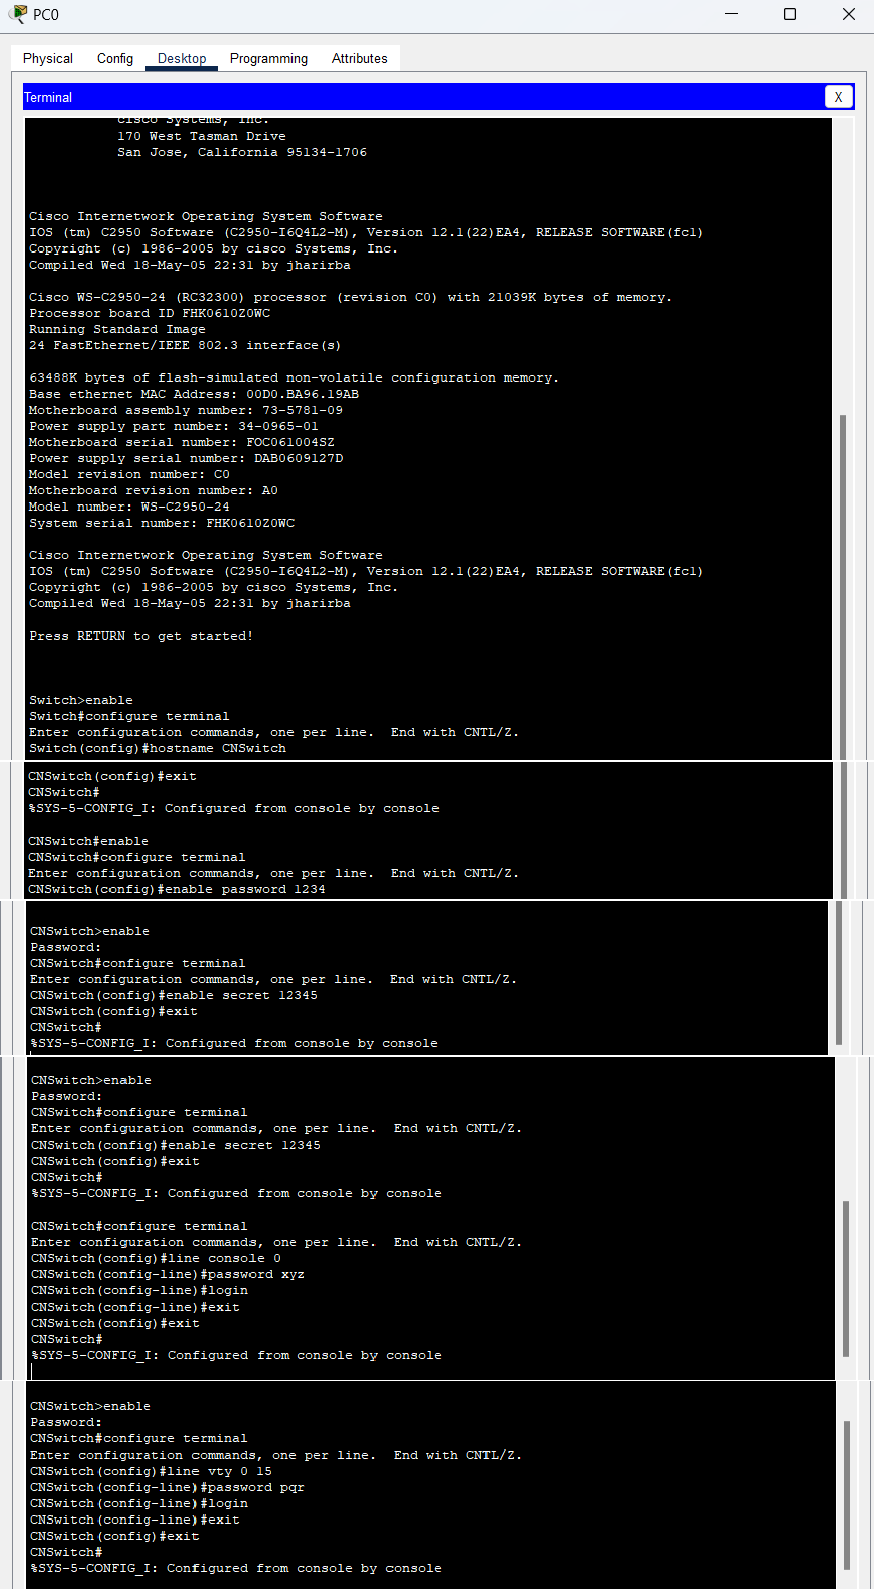 PC0
Physical Config Desktop Programming Attributes
Terminal X
cisco Systems, Inc.
170 West Tasman Drive
San Jose, California 95134-1706
Cisco Internetwork Operating System Software
IOS (tm) C2950 Software (C2950-I6Q4L2-M), Version 12.1(22)EA4, RELEASE SOFTWARE(fc1)
Copyright (c) 1986-2005 by cisco Systems, Inc.
Compiled Wed 18-May-05 22:31 by jharirba
Cisco WS-C2950-24 (RC32300) processor (revision C0) with 21039K bytes of memory.
Processor board ID FHK0610Z0WC
Running Standard Image
24 FastEthernet/IEEE 802.3 interface(s)
63488K bytes of flash-simulated non-volatile configuration memory.
Base ethernet MAC Address: 00D0.BA96.19AB
Motherboard assembly number: 73-5781-09
Power supply part number: 34-0965-01
Motherboard serial number: FOC061004SZ
Power supply serial number: DAB0609127D
Model revision number: C0
Motherboard revision number: A0
Model number: WS-C2950-24
System serial number: FHK0610Z0WC
Cisco Internetwork Operating System Software
IOS (tm) C2950 Software (C2950-I6Q4L2-M), Version 12.1(22)EA4, RELEASE SOFTWARE(fc1)
Copyright (c) 1986-2005 by cisco Systems, Inc.
Compiled Wed 18-May-05 22:31 by jharirba
Press RETURN to get started!
Switch>enable
Switch#configure terminal
Enter configuration commands, one per line.  End with CNTL/Z.
Switch(config)#hostname CNSwitch
CNSwitch(config)#exit
CNSwitch#
%SYS-5-CONFIG_I: Configured from console by console
CNSwitch#enable
CNSwitch#configure terminal
Enter configuration commands, one per line.  End with CNTL/Z.
CNSwitch(config)#enable password 1234
CNSwitch>enable
Password:
CNSwitch#configure terminal
Enter configuration commands, one per line.  End with CNTL/Z.
CNSwitch(config)#enable secret 12345
CNSwitch(config)#exit
CNSwitch#
%SYS-5-CONFIG_I: Configured from console by console
CNSwitch>enable
Password:
CNSwitch#configure terminal
Enter configuration commands, one per line.  End with CNTL/Z.
CNSwitch(config)#enable secret 12345
CNSwitch(config)#exit
CNSwitch#
%SYS-5-CONFIG_I: Configured from console by console
CNSwitch#configure terminal
Enter configuration commands, one per line.  End with CNTL/Z.
CNSwitch(config)#line console 0
CNSwitch(config-line)#password xyz
CNSwitch(config-line)#login
CNSwitch(config-line)#exit
CNSwitch(config)#exit
CNSwitch#
%SYS-5-CONFIG_I: Configured from console by console
CNSwitch>enable
Password:
CNSwitch#configure terminal
Enter configuration commands, one per line.  End with CNTL/Z.
CNSwitch(config)#line vty 0 15
CNSwitch(config-line)#password pqr
CNSwitch(config-line)#login
CNSwitch(config-line)#exit
CNSwitch(config)#exit
CNSwitch#
%SYS-5-CONFIG_I: Configured from console by console